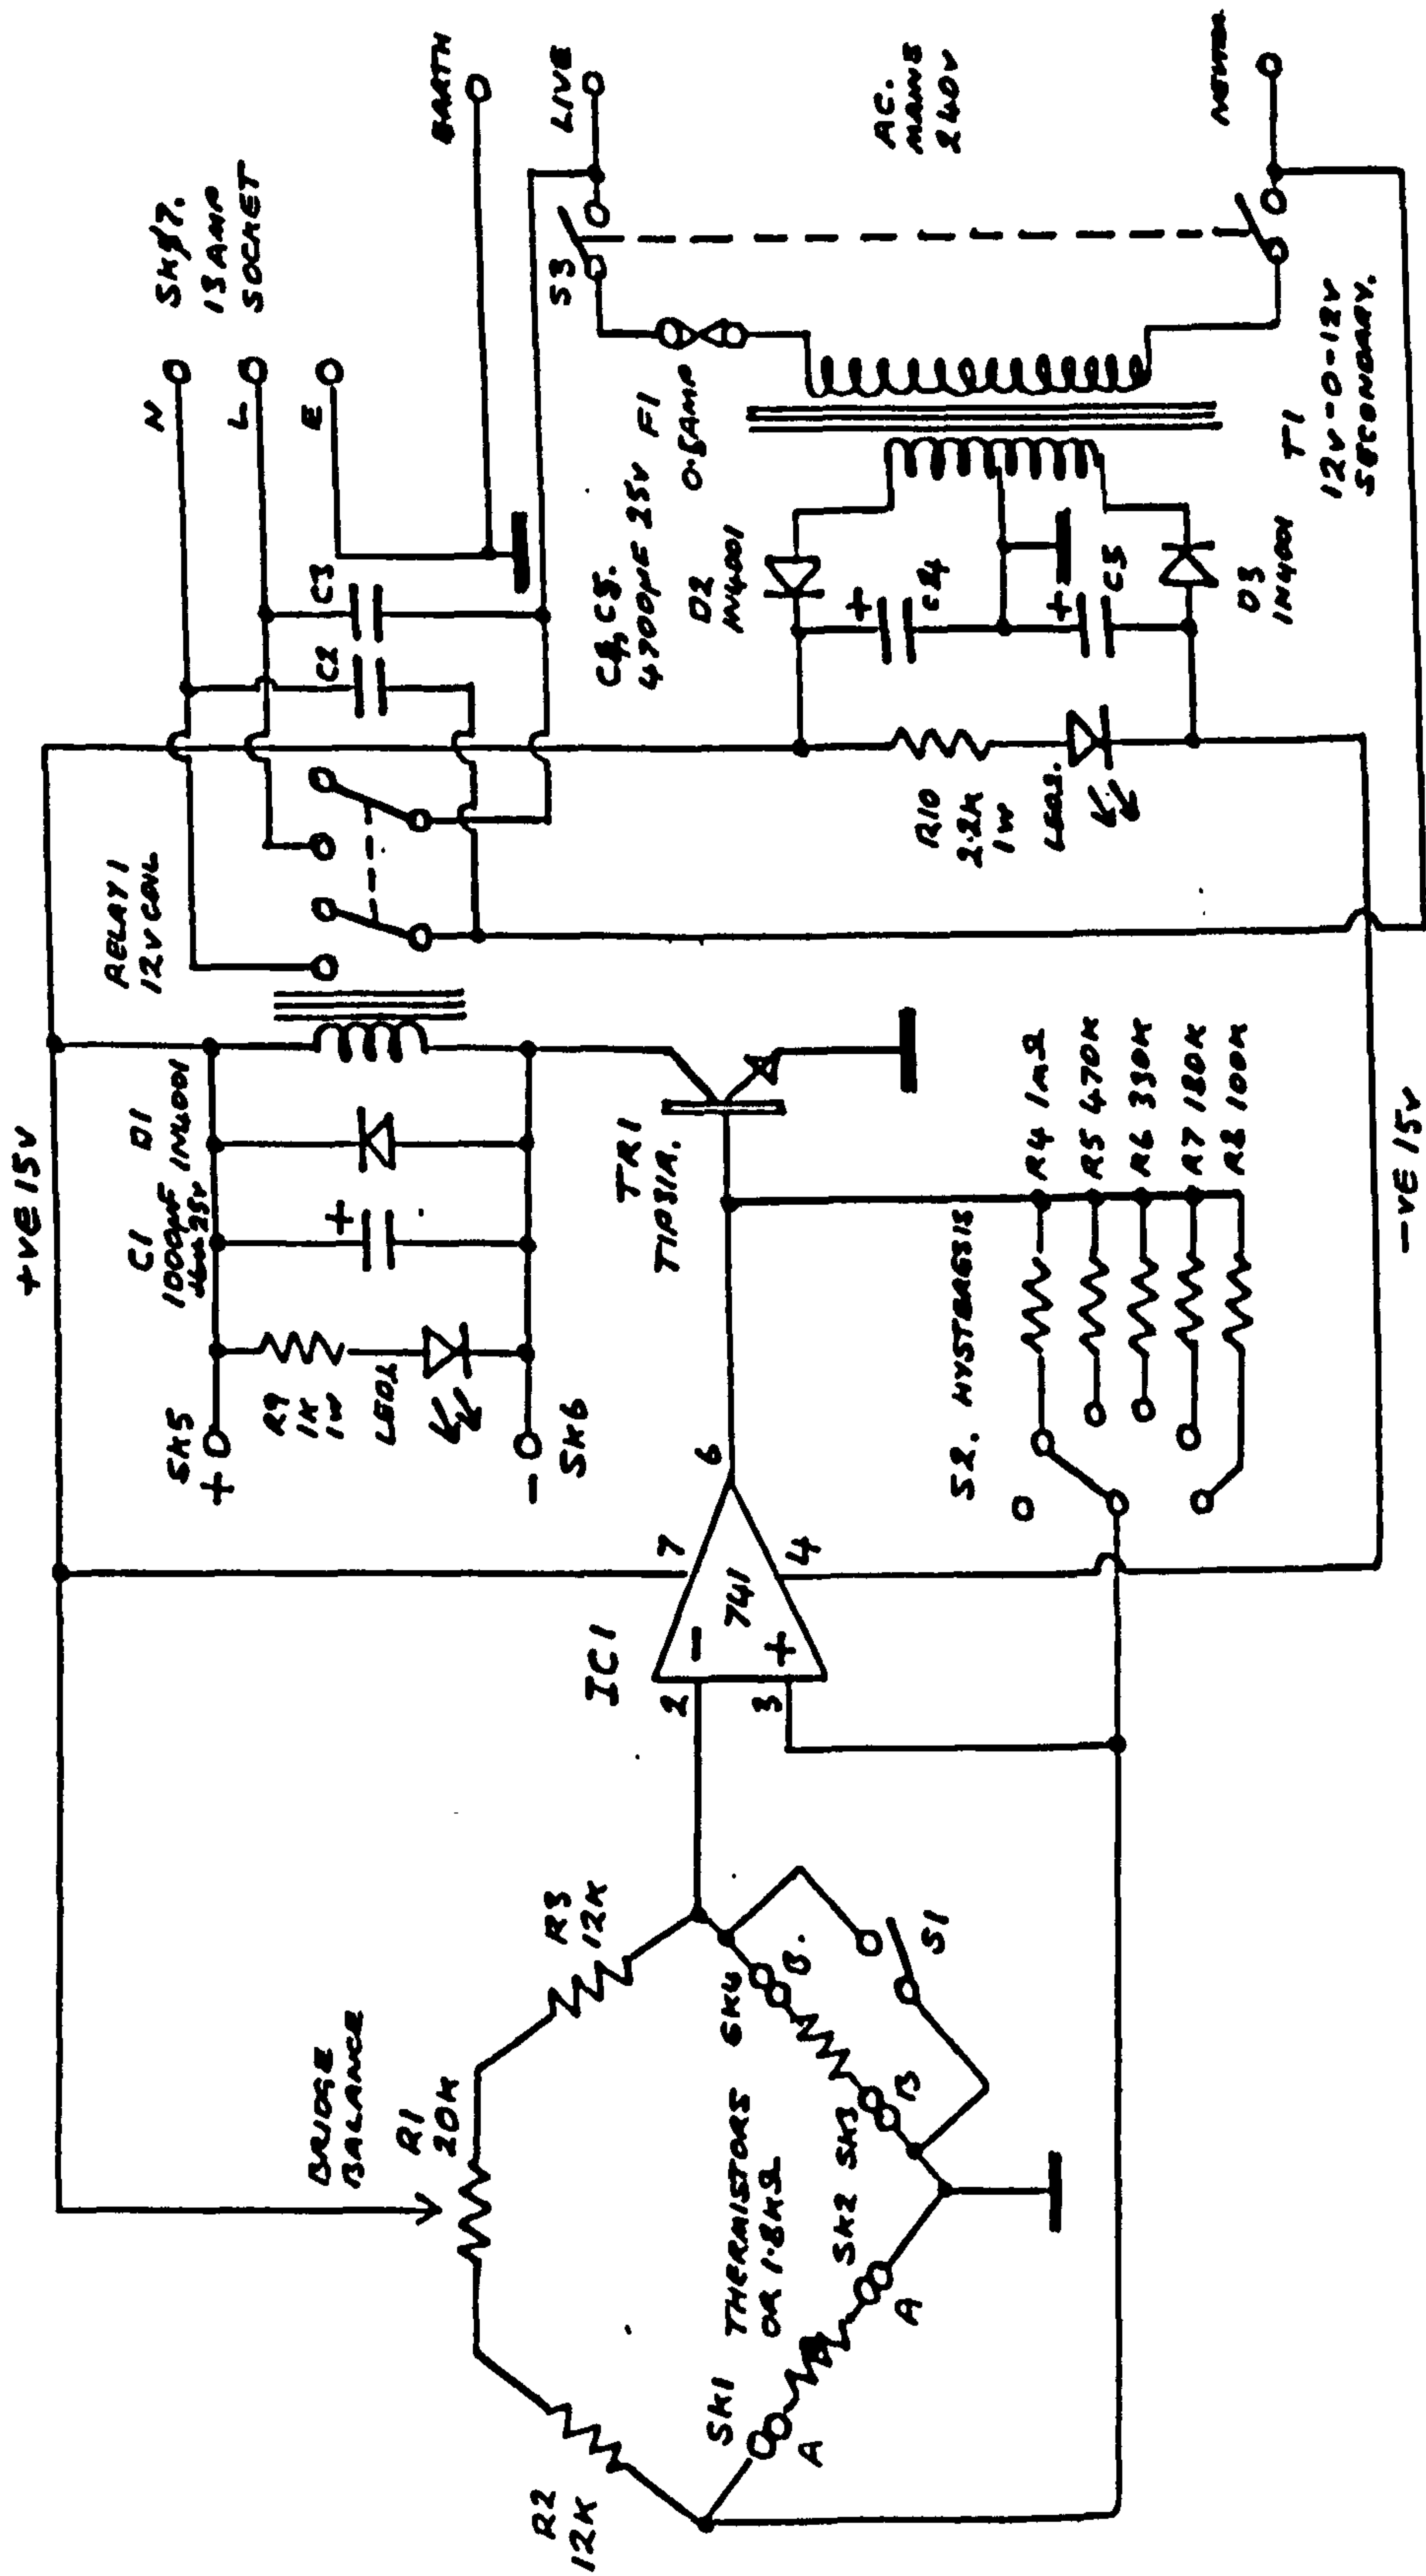 +VE 15V
BRIDGE
BALANCE
R1
20K
R2
12K
R3
12K
SK1
A
THERMISTORS
OR 1.8KΩ
SK2
A
SK3
B
SK4
B.
S1
IC1
2
3
-
+
741
7
4
6
SK5
+
R9
1K
1W
LED1
-
SK6
C1
1000µF
25V
D1
IN4001
RELAY 1
12V COIL
TR1
TIP31A.
S2. HYSTERESIS
R4 1MΩ
R5 470K
R6 330K
R7 180K
R8 100K
-VE 15V
SK7.
13 AMP
SOCKET
N
L
E
C2
C3
EARTH
LIVE
S3
AC.
MAINS
240V
NEUTRAL
F1
0.5AMP
C4, C5.
4700µF 25V
D2
IN4001
+
C4
+
C5
D3
IN4001
R10
2.2K
1W
LED2.
T1
12V-0-12V
SECONDARY.